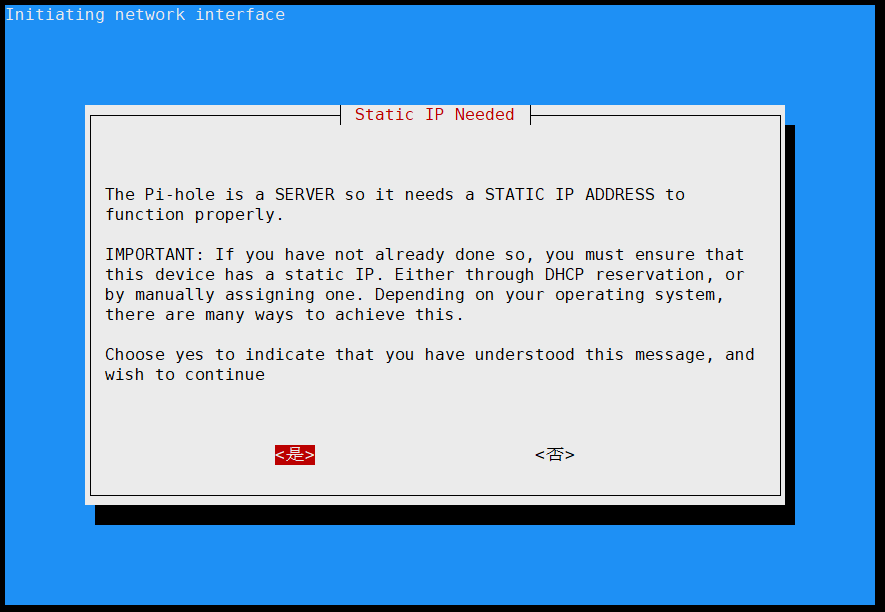 Initiating network interface
Static IP Needed
The Pi-hole is a SERVER so it needs a STATIC IP ADDRESS to
function properly.
IMPORTANT: If you have not already done so, you must ensure that
this device has a static IP. Either through DHCP reservation, or
by manually assigning one. Depending on your operating system,
there are many ways to achieve this.
Choose yes to indicate that you have understood this message, and
wish to continue
<是> <否>